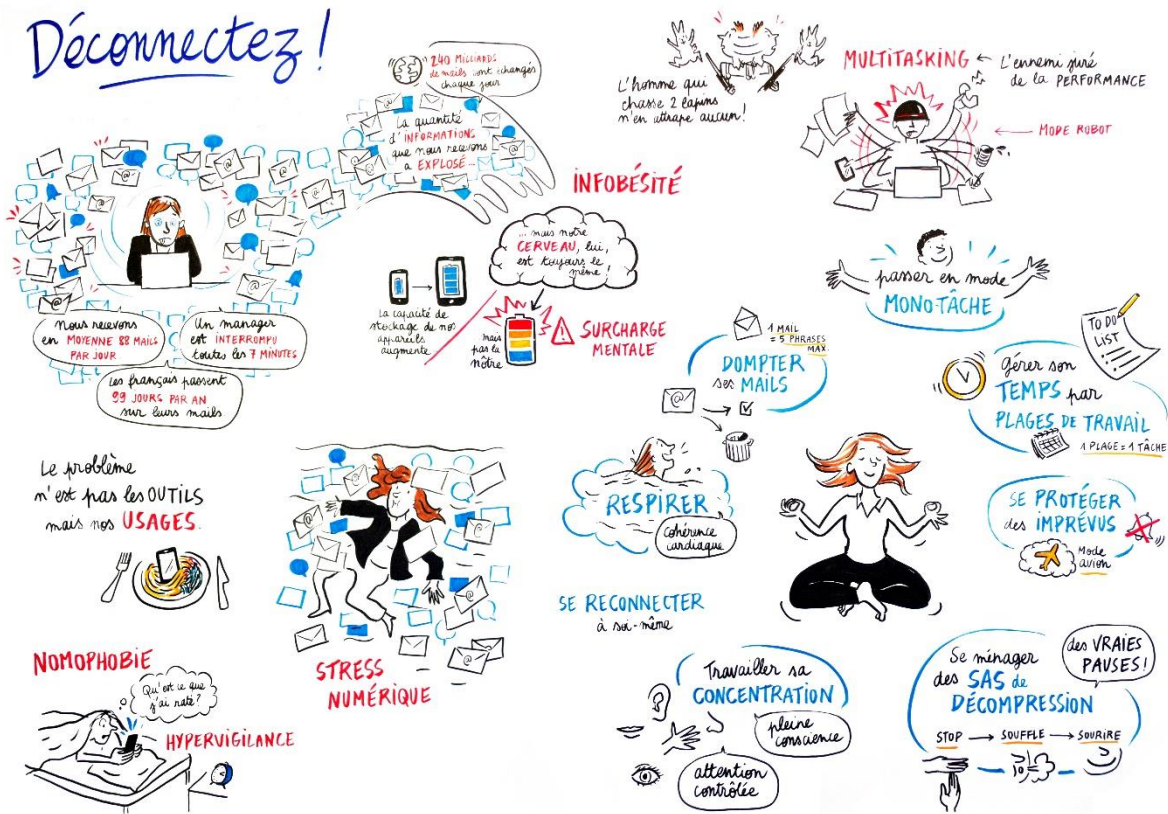 Déconnectez !
240 MILLIARDS
de mails sont échangés
chaque jour
La quantité
d'INFORMATIONS
que nous recevons
a EXPLOSÉ...
INFOBÉSITÉ
... mais notre
CERVEAU, lui,
est toujours le
même !
Nous recevons
en MOYENNE 88 MAILS
PAR JOUR
Un manager
est INTERROMPU
toutes les 7 MINUTES
Les français passent
99 JOURS PAR AN
sur leurs mails
La capacité de
stockage de nos
appareils
augmente
mais
pas la
nôtre
SURCHARGE
MENTALE
L'homme qui
chasse 2 lapins
n'en attrape aucun !
MULTITASKING
L'ennemi juré
de la PERFORMANCE
MODE ROBOT
passer en mode
MONO-TÂCHE
1 MAIL
= 5 PHRASES
MAX.
DOMPTER
ses MAILS
@
TO DO
LIST
Gérer son
TEMPS par
PLAGES DE TRAVAIL
1 PLAGE = 1 TÂCHE
Le problème
n'est pas les OUTILS
mais nos USAGES.
RESPIRER
cohérence
cardiaque
SE PROTÉGER
des IMPRÉVUS
Mode
avion
SE RECONNECTER
à soi-même
STRESS
NUMÉRIQUE
NOMOPHOBIE
Qu'est ce que
j'ai raté ?
HYPERVIGILANCE
Travailler sa
CONCENTRATION
pleine
conscience
attention
contrôlée
Se ménager
des SAS de
DÉCOMPRESSION
des VRAIES
PAUSES !
STOP → SOUFFLE → SOURIRE